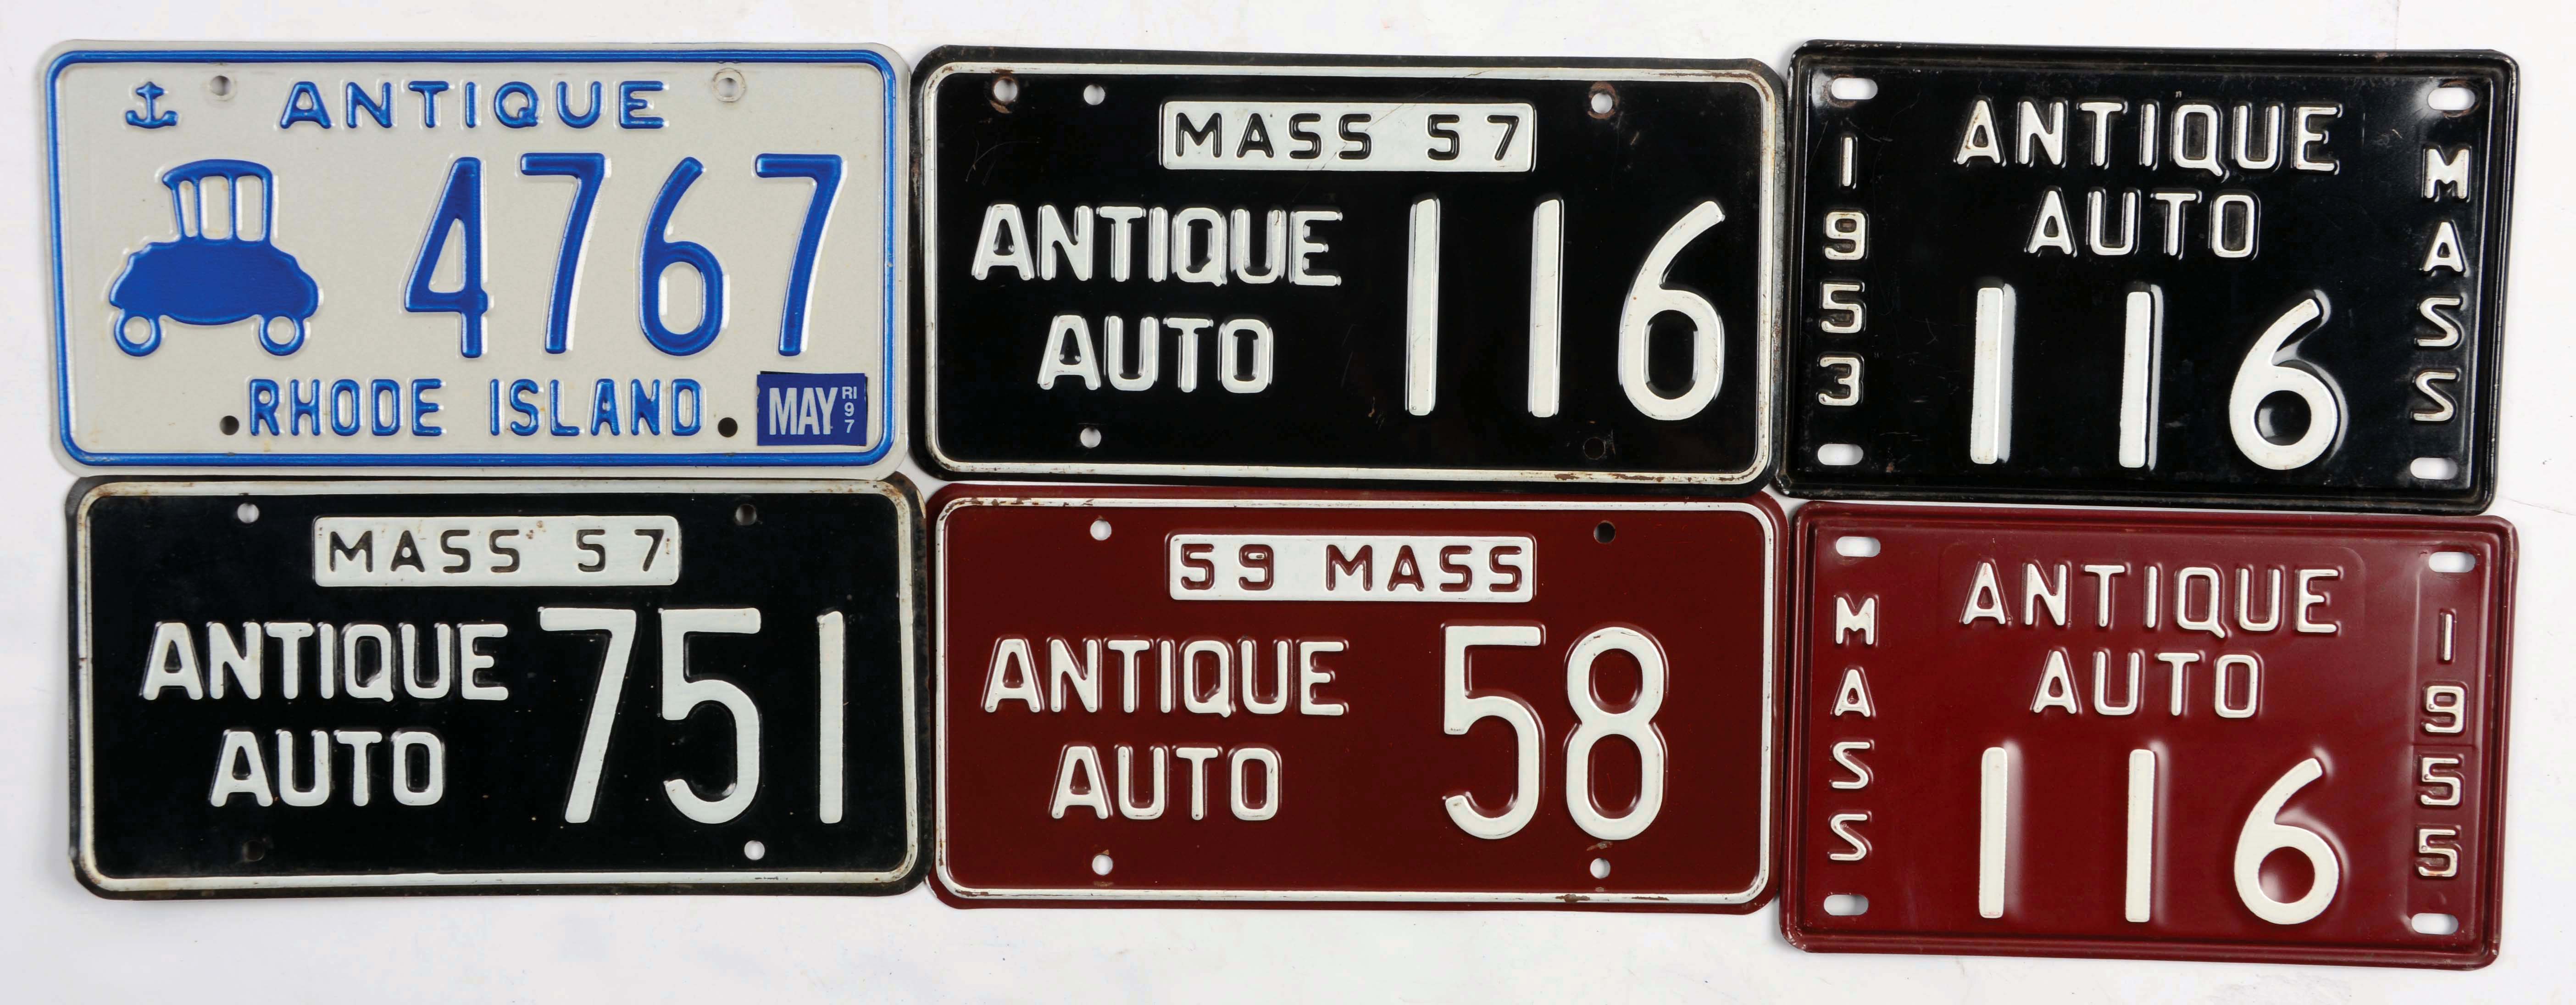 ANTIQUE
4767
RHODE ISLAND
MAY RI 97
MASS 57
ANTIQUE
AUTO
116
1953
ANTIQUE
AUTO
116
MASS
MASS 57
ANTIQUE
AUTO
751
59 MASS
ANTIQUE
AUTO
58
MASS
ANTIQUE
AUTO
116
1955